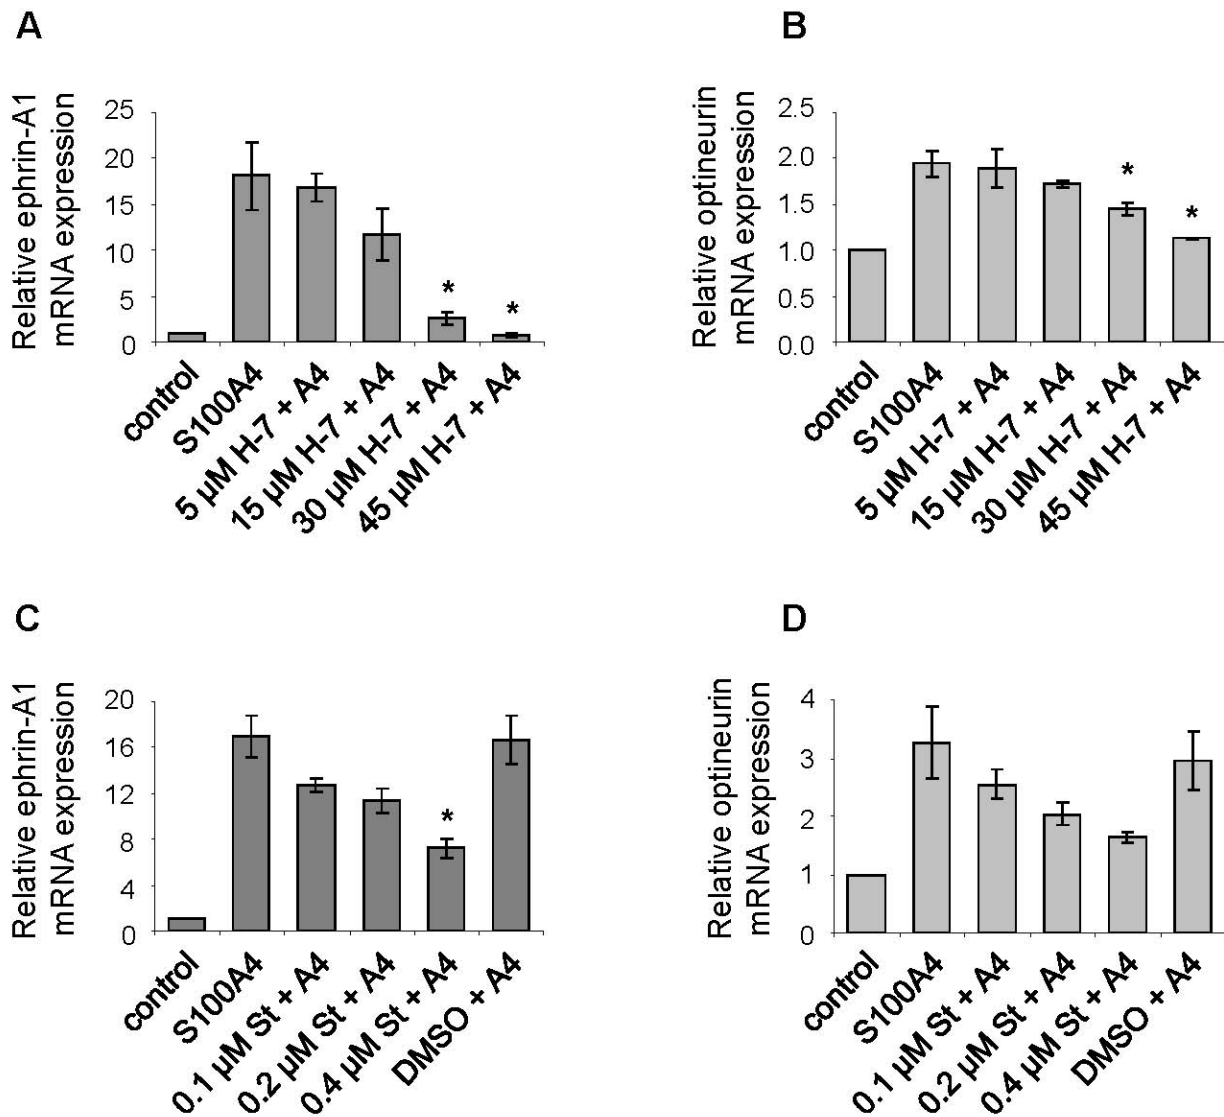 A
Relative ephrin-A1
mRNA expression
25
20
15
10
5
0
*
*
control
S100A4
5 µM H-7 + A4
15 µM H-7 + A4
30 µM H-7 + A4
45 µM H-7 + A4
B
Relative optineurin
mRNA expression
2.5
2.0
1.5
1.0
0.5
0.0
*
*
control
S100A4
5 µM H-7 + A4
15 µM H-7 + A4
30 µM H-7 + A4
45 µM H-7 + A4
C
Relative ephrin-A1
mRNA expression
20
16
12
8
4
0
*
control
S100A4
0.1 µM St + A4
0.2 µM St + A4
0.4 µM St + A4
DMSO + A4
D
Relative optineurin
mRNA expression
4
3
2
1
0
control
S100A4
0.1 µM St + A4
0.2 µM St + A4
0.4 µM St + A4
DMSO + A4